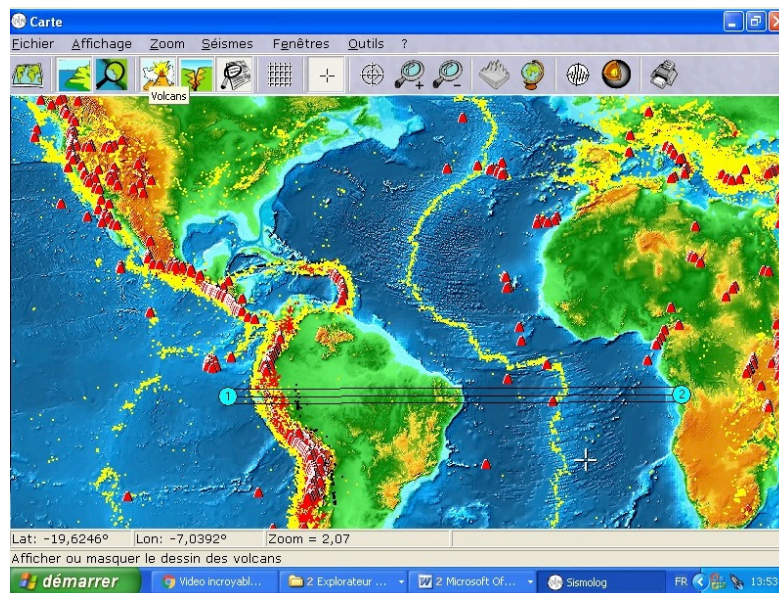 Carte
Fichier Affichage Zoom Séismes Fenêtres Outils ?
Volcans
1
2
Lat: -19,6246° Lon: -7,0392° Zoom = 2,07
Afficher ou masquer le dessin des volcans
démarrer Video incroyabl... 2 Explorateur ... 2 Microsoft Of... Sismolog FR 13:53